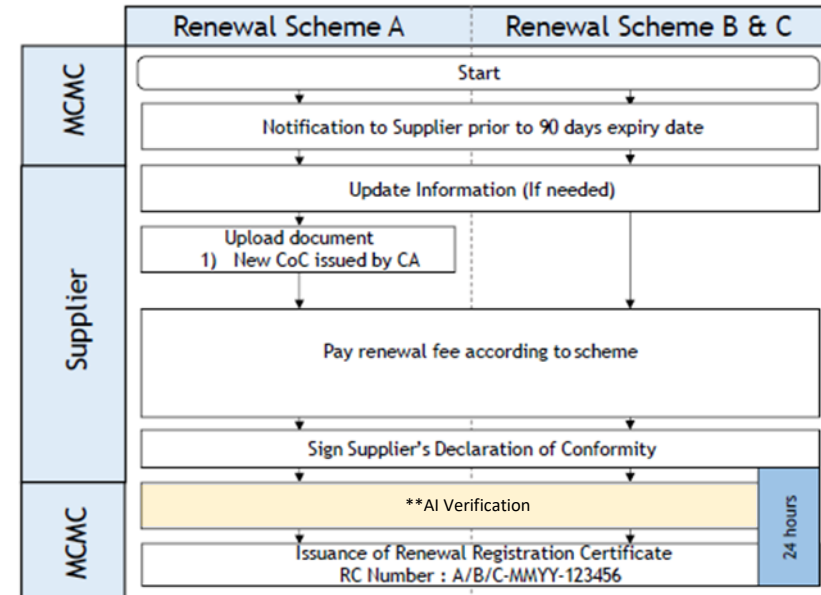 Renewal Scheme A
Renewal Scheme B & C
MCMC
Start
Notification to Supplier prior to 90 days expiry date
Supplier
Update Information (If needed)
Upload document
1) New CoC issued by CA
Pay renewal fee according to scheme
Sign Supplier's Declaration of Conformity
MCMC
**AI Verification
24 hours
Issuance of Renewal Registration Certificate
RC Number : A/B/C-MMYY-123456